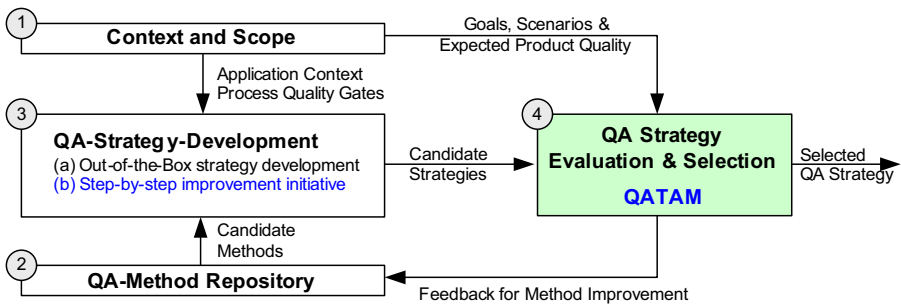 1
Context and Scope
Goals, Scenarios &
Expected Product Quality
Application Context
Process Quality Gates
3
QA-Strategy-Development
(a) Out-of-the-Box strategy development
(b) Step-by-step improvement initiative
Candidate
Strategies
4
QA Strategy
Evaluation & Selection
QATAM
Selected
QA Strategy
Candidate
Methods
2
QA-Method Repository
Feedback for Method Improvement